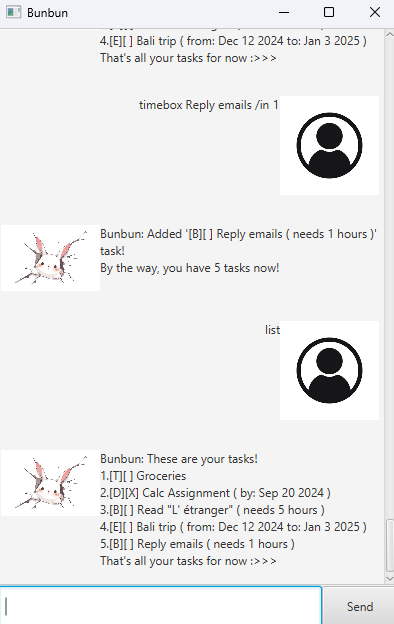 Bunbun
4.[E][ ] Bali trip ( from: Dec 12 2024 to: Jan 3 2025 )
That's all your tasks for now :>>>
timebox Reply emails /in 1
Bunbun: Added '[B][ ] Reply emails ( needs 1 hours )'
task!
By the way, you have 5 tasks now!
list
Bunbun: These are your tasks!
1.[T][ ] Groceries
2.[D][X] Calc Assignment ( by: Sep 20 2024 )
3.[B][ ] Read "L' étranger" ( needs 5 hours )
4.[E][ ] Bali trip ( from: Dec 12 2024 to: Jan 3 2025 )
5.[B][ ] Reply emails ( needs 1 hours )
That's all your tasks for now :>>>
Send